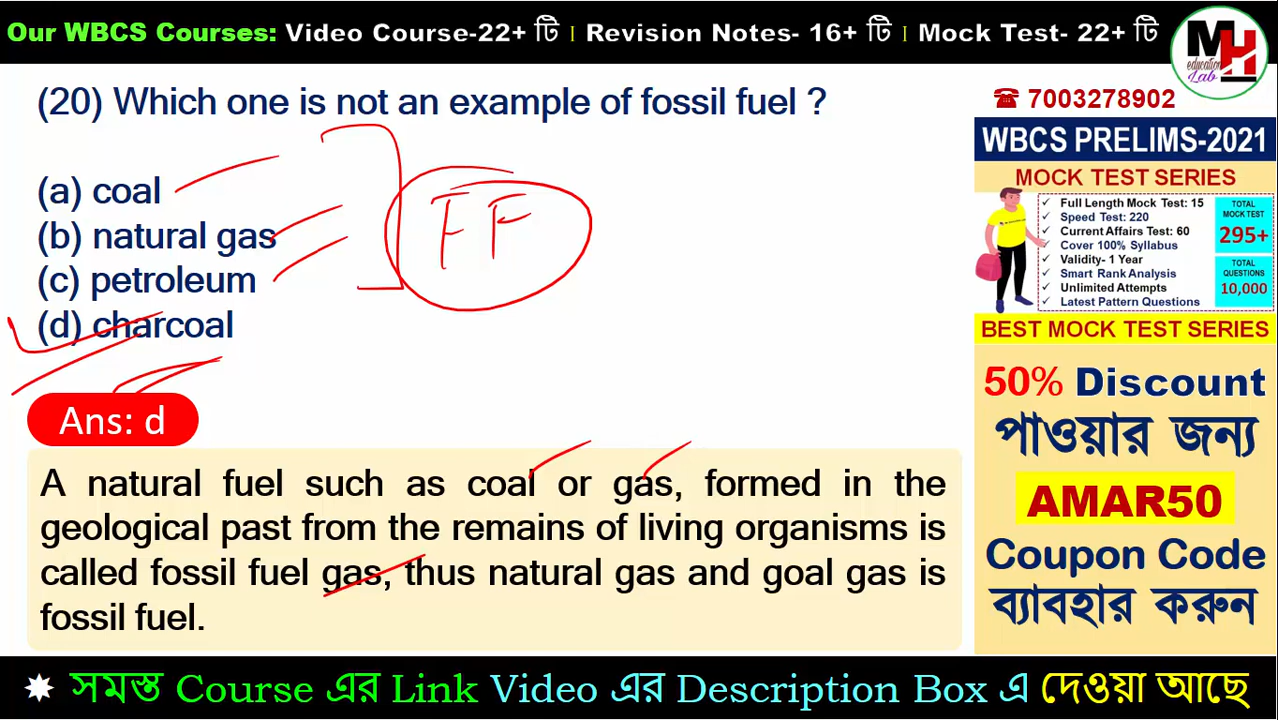 Our WBCS Courses: Video Course-22+ টি । Revision Notes- 16+ টি । Mock Test- 22+ টি
MH
education
Lab
(20) Which one is not an example of fossil fuel ?
(a) coal
(b) natural gas
(c) petroleum
(d) charcoal
FF
Ans: d
A natural fuel such as coal or gas, formed in the
geological past from the remains of living organisms is
called fossil fuel gas, thus natural gas and goal gas is
fossil fuel.
☎ 7003278902
WBCS PRELIMS-2021
MOCK TEST SERIES
✓ Full Length Mock Test: 15
✓ Speed Test: 220
✓ Current Affairs Test: 60
✓ Cover 100% Syllabus
✓ Validity- 1 Year
✓ Smart Rank Analysis
✓ Unlimited Attempts
✓ Latest Pattern Questions
TOTAL
MOCK TEST
295+
TOTAL
QUESTIONS
10,000
BEST MOCK TEST SERIES
50% Discount
পাওয়ার জন্য
AMAR50
Coupon Code
ব্যাবহার করুন
সমস্ত Course এর Link Video এর Description Box এ দেওয়া আছে